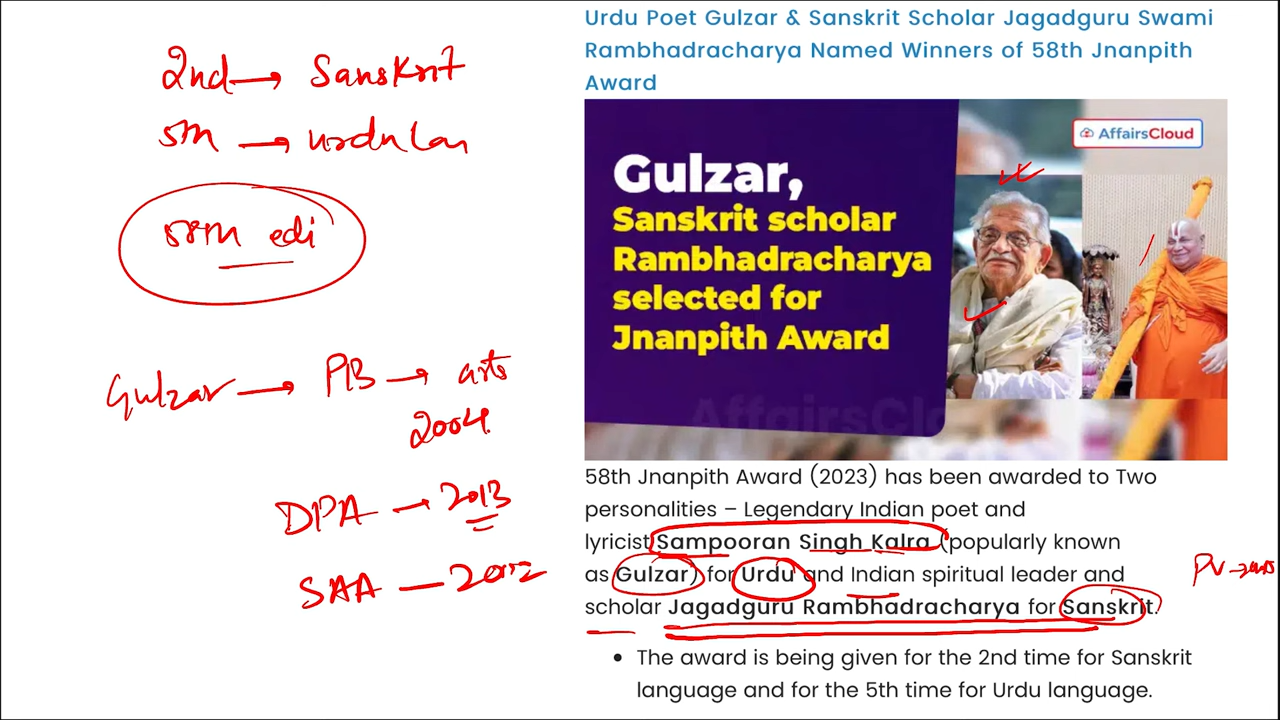 2nd → Sanskrit
5th → urdu lan
58th edi
Gulzar → PB → arts
2004.
DPA → 2013
SAA — 2002
Urdu Poet Gulzar & Sanskrit Scholar Jagadguru Swami
Rambhadracharya Named Winners of 58th Jnanpith
Award
AffairsCloud
Gulzar,
Sanskrit scholar
Rambhadracharya
selected for
Jnanpith Award
AffairsClo
58th Jnanpith Award (2023) has been awarded to Two
personalities – Legendary Indian poet and
lyricist Sampooran Singh Kalra (popularly known
as Gulzar) for Urdu and Indian spiritual leader and
scholar Jagadguru Rambhadracharya for Sanskrit.
PV →
• The award is being given for the 2nd time for Sanskrit
language and for the 5th time for Urdu language.